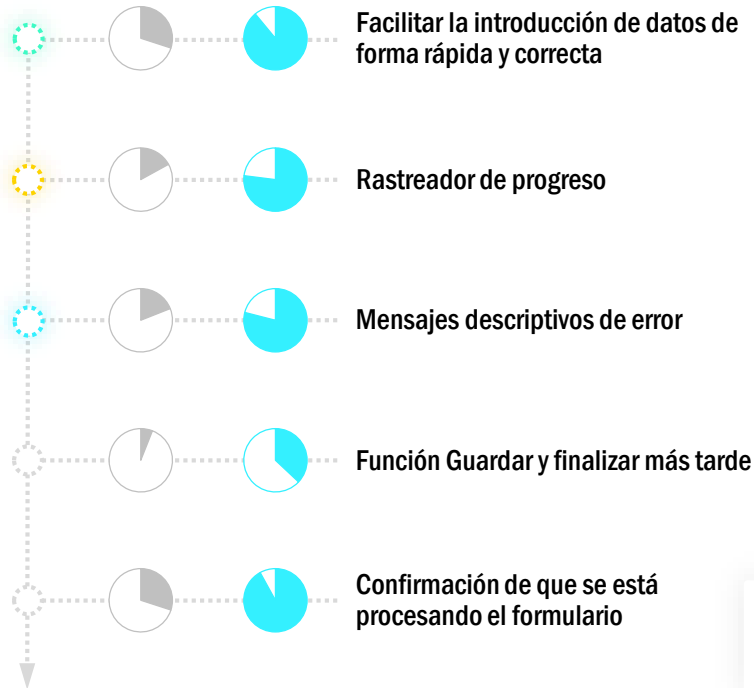 Facilitar la introducción de datos de
forma rápida y correcta
Rastreador de progreso
Mensajes descriptivos de error
Función Guardar y finalizar más tarde
Confirmación de que se está
procesando el formulario